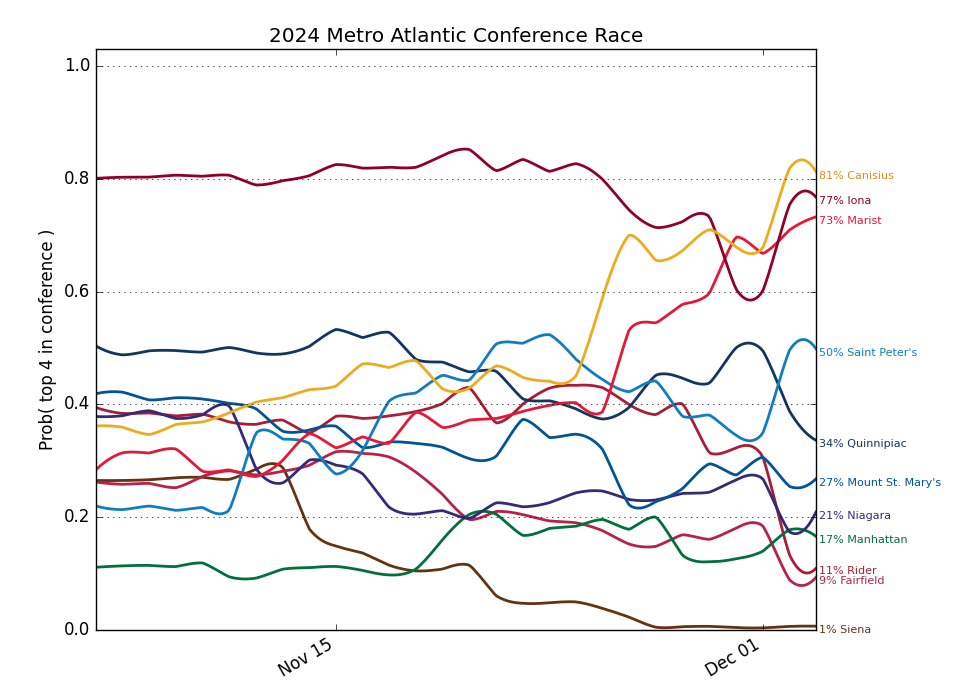 2024 Metro Atlantic Conference Race
Prob( top 4 in conference )
1.0
0.8
0.6
0.4
0.2
0.0
Nov 15
Dec 01
81% Canisius
77% Iona
73% Marist
50% Saint Peter's
34% Quinnipiac
26% Mount St. Mary's
21% Niagara
17% Manhattan
11% Rider
9% Fairfield
1% Siena